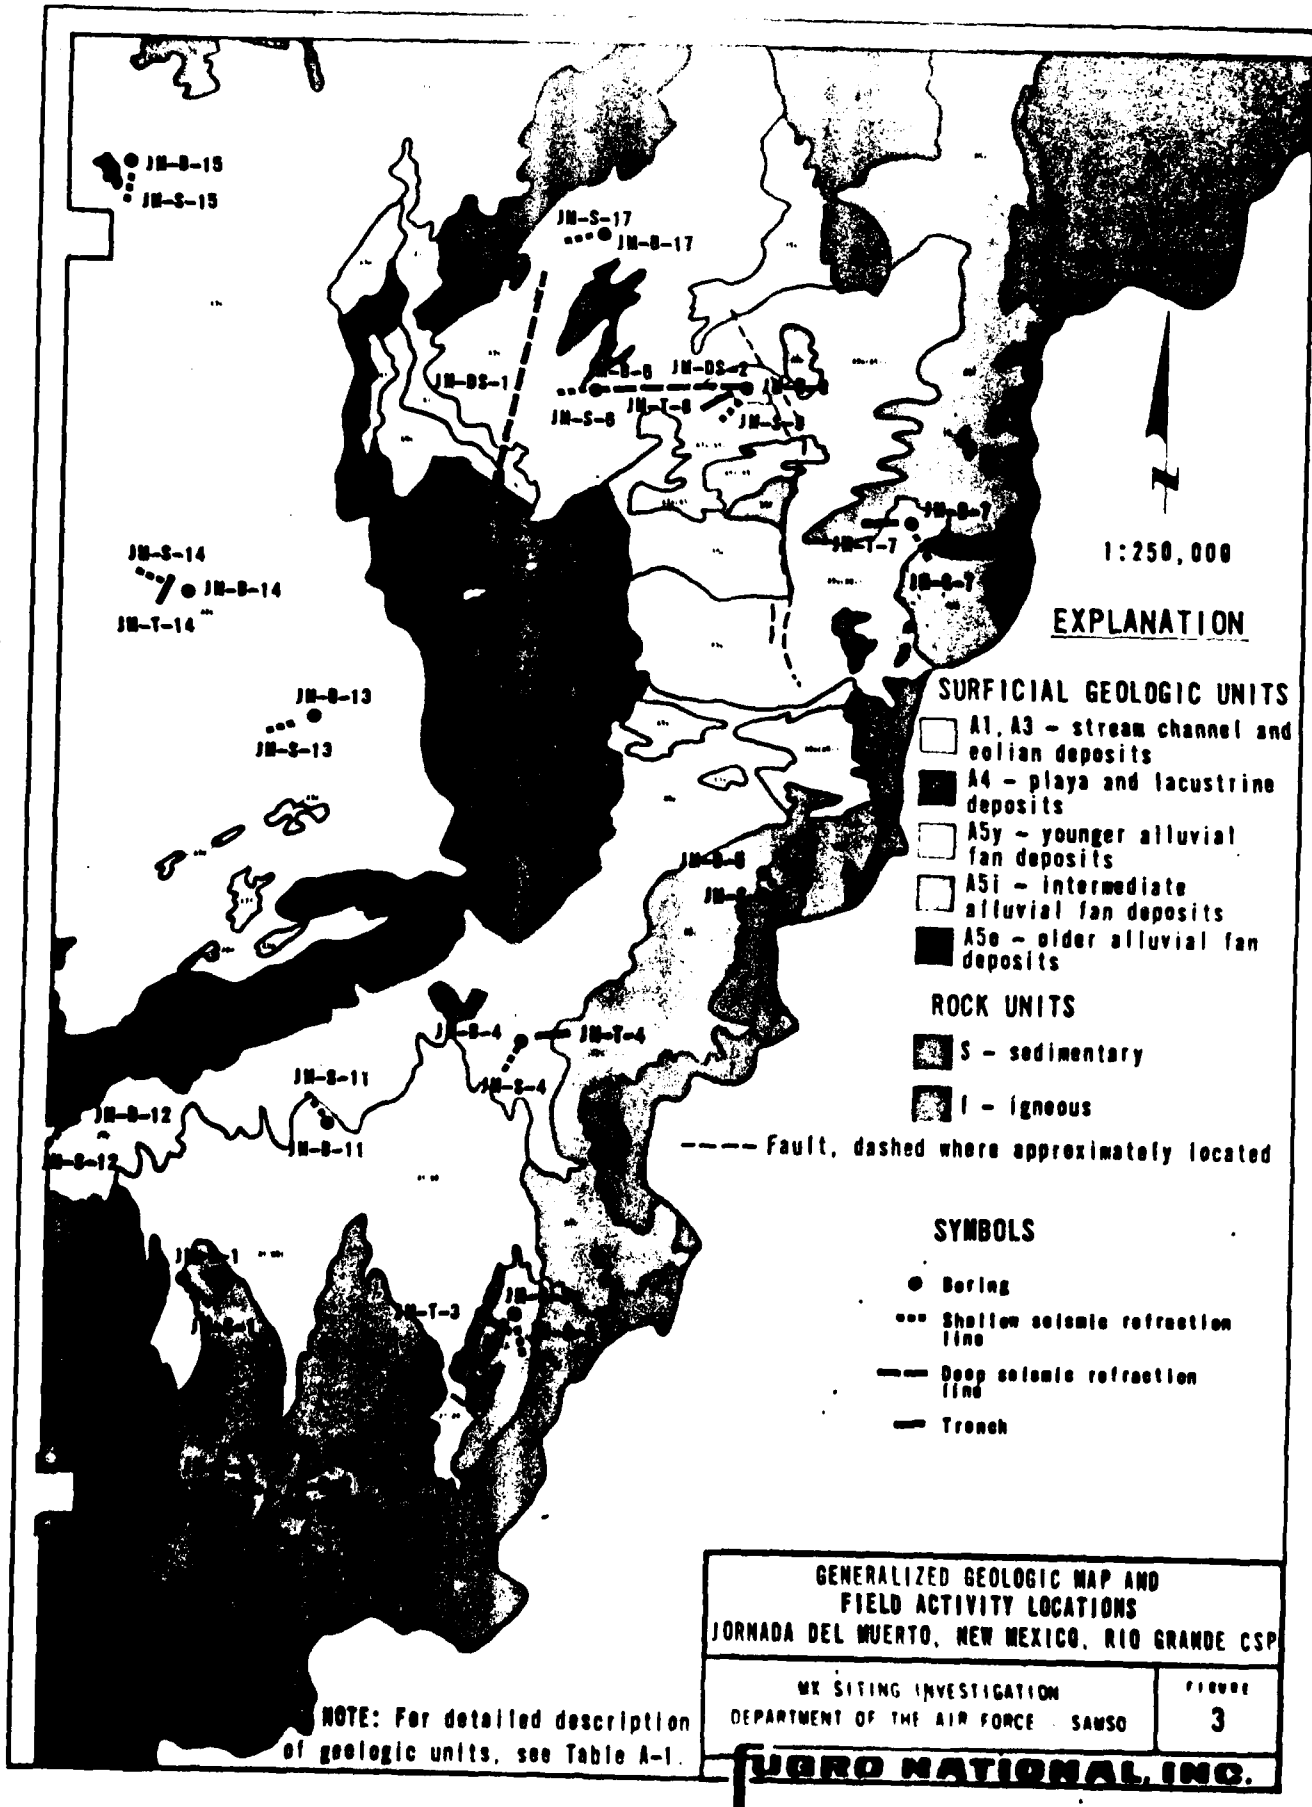 JM-B-15
JM-S-15
JM-S-17
JM-B-17
JM-DS-1
JM-DS-2
JM-S-6
JM-T-8
JM-S-8
JM-B-7
JM-T-7
JM-S-14
JM-B-14
JM-T-14
JM-B-13
JM-S-13
JM-B-4
JM-T-4
JM-S-4
JM-S-11
JM-B-11
JM-B-12
JM-S-12
JM-T-3
N
1:250,000
EXPLANATION
SURFICIAL GEOLOGIC UNITS
A1, A3 - stream channel and
eolian deposits
A4 - playa and lacustrine
deposits
A5y - younger alluvial
fan deposits
A5i - intermediate
alluvial fan deposits
A5o - older alluvial fan
deposits
ROCK UNITS
S - sedimentary
I - igneous
---- Fault, dashed where approximately located
SYMBOLS
Boring
Shallow seismic refraction
line
Deep seismic refraction
line
Trench
GENERALIZED GEOLOGIC MAP AND
FIELD ACTIVITY LOCATIONS
JORNADA DEL MUERTO, NEW MEXICO, RIO GRANDE CSP
MX SITING INVESTIGATION
DEPARTMENT OF THE AIR FORCE SAMSO
FIGURE
3
NOTE: For detailed description
of geologic units, see Table A-1.
FUGRO NATIONAL, INC.